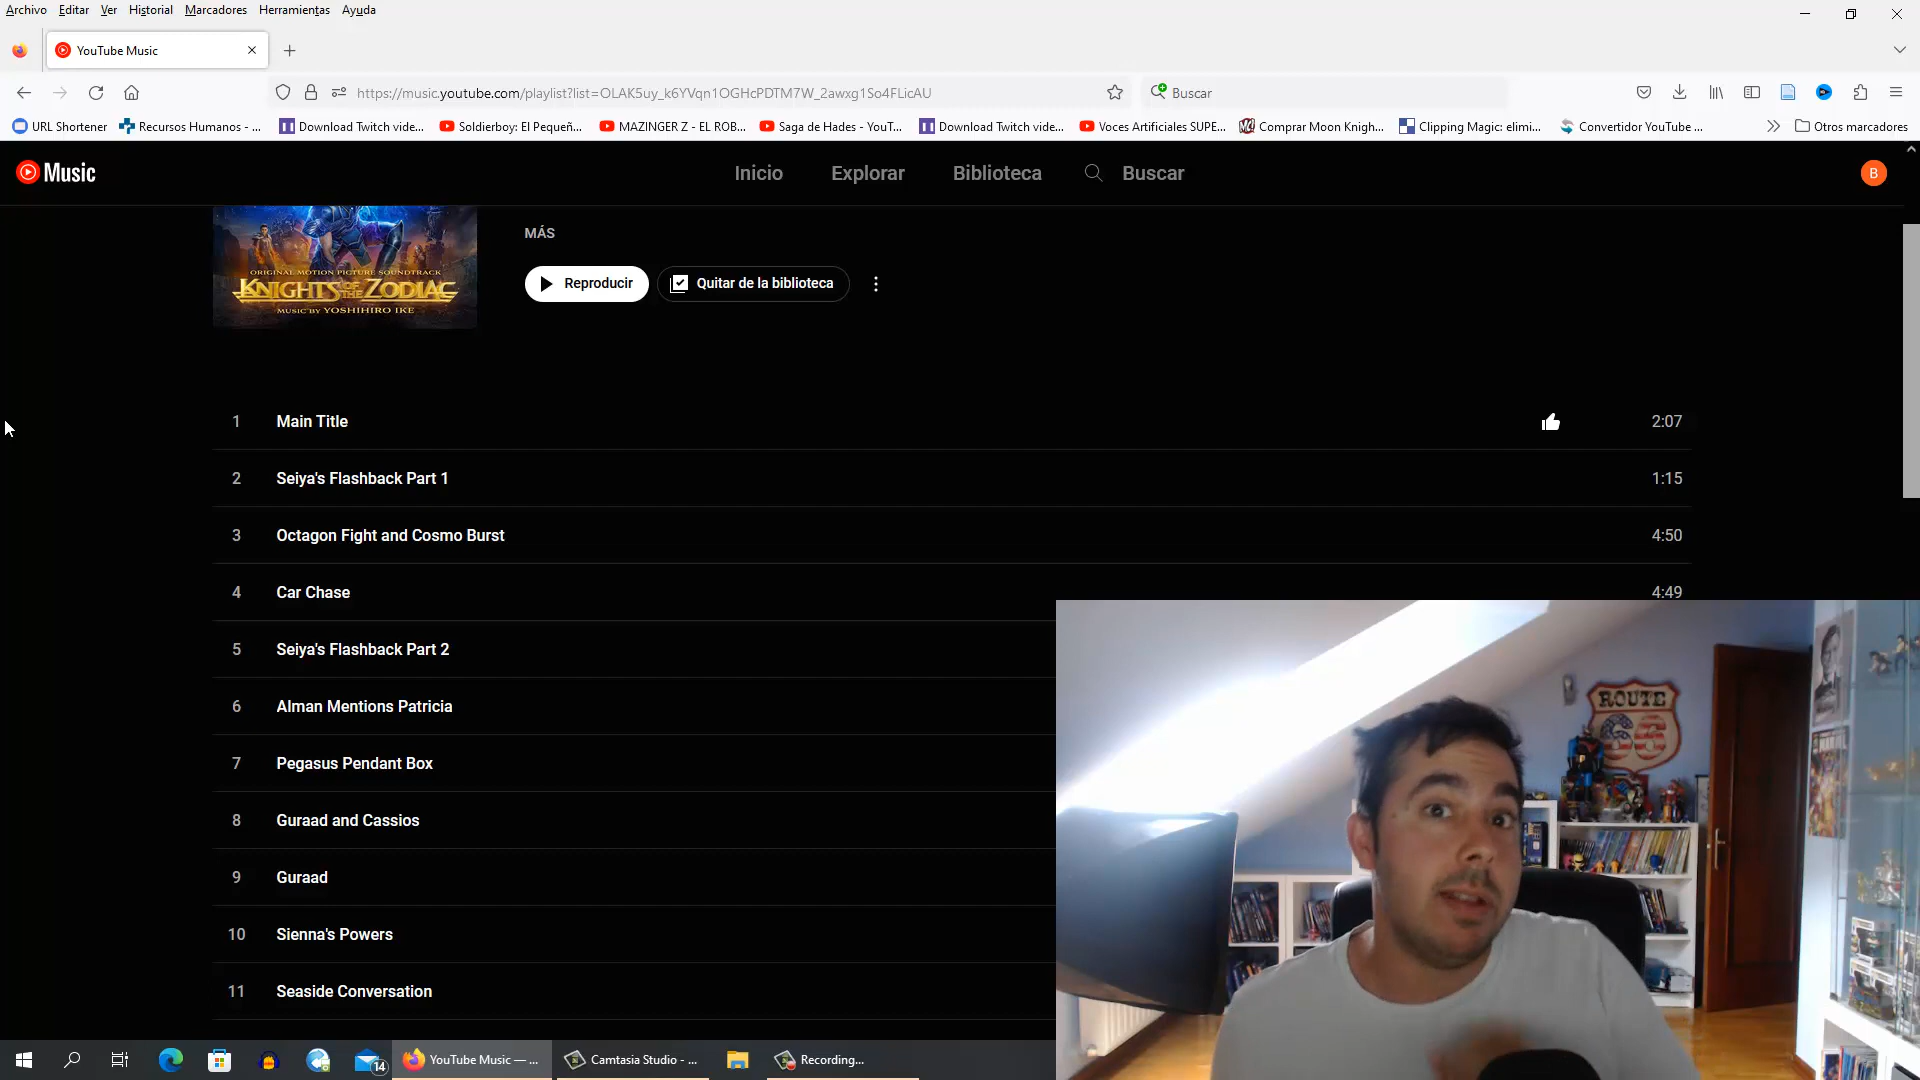 Archivo Editar Ver Historial Marcadores Herramientas Ayuda
YouTube Music
https://music.youtube.com/playlist?list=OLAK5uy_k6YVqn1OGHcPDTM7W_2awxg1So4FLicAU
Buscar
URL Shortener Recursos Humanos - ... Download Twitch vide... Soldierboy: El Pequeñ... MAZINGER Z - EL ROB... Saga de Hades - YouT... Download Twitch vide... Voces Artificiales SUPE... Comprar Moon Knigh... Clipping Magic: elimi... Convertidor YouTube ... Otros marcadores
Music Inicio Explorar Biblioteca Buscar B
ORIGINAL MOTION PICTURE SOUNDTRACK
KNIGHTS OF THE ZODIAC
MUSIC BY YOSHIHIRO IKE
MÁS
Reproducir Quitar de la biblioteca
1 Main Title 2:07
2 Seiya's Flashback Part 1 1:15
3 Octagon Fight and Cosmo Burst 4:50
4 Car Chase 4:49
5 Seiya's Flashback Part 2
6 Alman Mentions Patricia
7 Pegasus Pendant Box
8 Guraad and Cassios
9 Guraad
10 Sienna's Powers
11 Seaside Conversation
ROUTE
66
14 YouTube Music — ... Camtasia Studio - ... Recording...